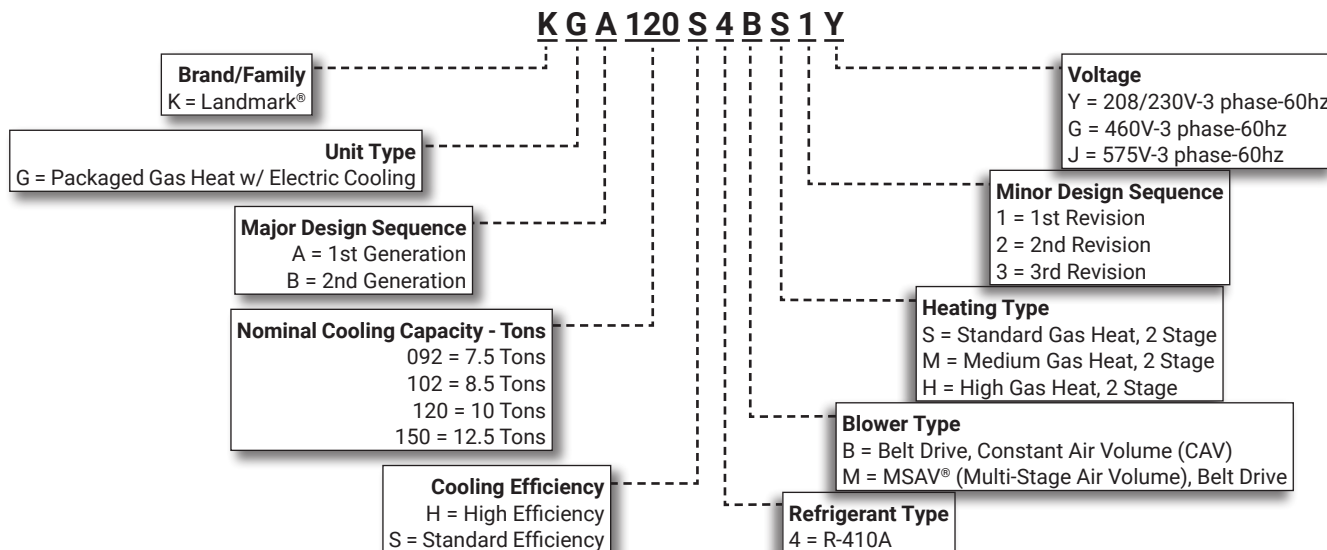 K G A 120 S 4 B S 1 Y
Brand/Family
K = Landmark®
Unit Type
G = Packaged Gas Heat w/ Electric Cooling
Major Design Sequence
A = 1st Generation
B = 2nd Generation
Nominal Cooling Capacity - Tons
092 = 7.5 Tons
102 = 8.5 Tons
120 = 10 Tons
150 = 12.5 Tons
Cooling Efficiency
H = High Efficiency
S = Standard Efficiency
Voltage
Y = 208/230V-3 phase-60hz
G = 460V-3 phase-60hz
J = 575V-3 phase-60hz
Minor Design Sequence
1 = 1st Revision
2 = 2nd Revision
3 = 3rd Revision
Heating Type
S = Standard Gas Heat, 2 Stage
M = Medium Gas Heat, 2 Stage
H = High Gas Heat, 2 Stage
Blower Type
B = Belt Drive, Constant Air Volume (CAV)
M = MSAV® (Multi-Stage Air Volume), Belt Drive
Refrigerant Type
4 = R-410A